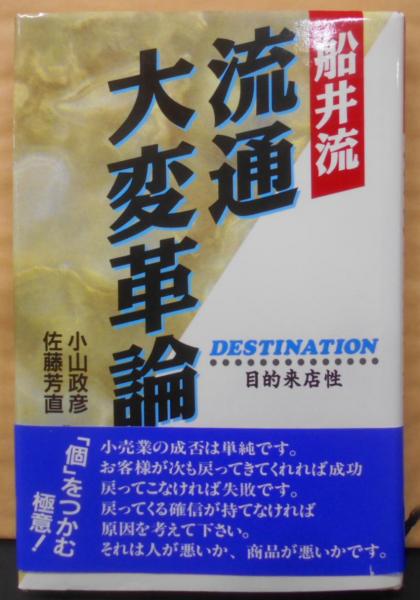 船井流
流通
大変革論
DESTINATION
目的来店性
小山政彦
佐藤芳直
「個」をつかむ
極意!
小売業の成否は単純です。
お客様が次も戻ってきてくれれば成功
戻ってこなければ失敗です。
戻ってくる確信が持てなければ
原因を考えて下さい。
それは人が悪いか、商品が悪いかです。